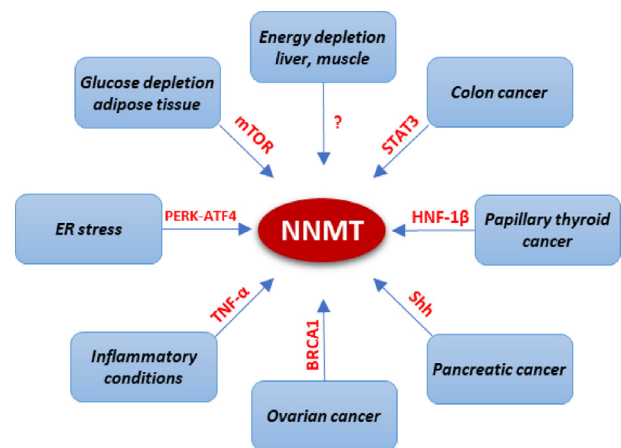 Energy depletion
liver, muscle
Glucose depletion
adipose tissue
Colon cancer
mTOR
?
STAT3
ER stress
PERK-ATF4
NNMT
HNF-1β
Papillary thyroid
cancer
TNF-α
BRCA1
Shh
Inflammatory
conditions
Ovarian cancer
Pancreatic cancer